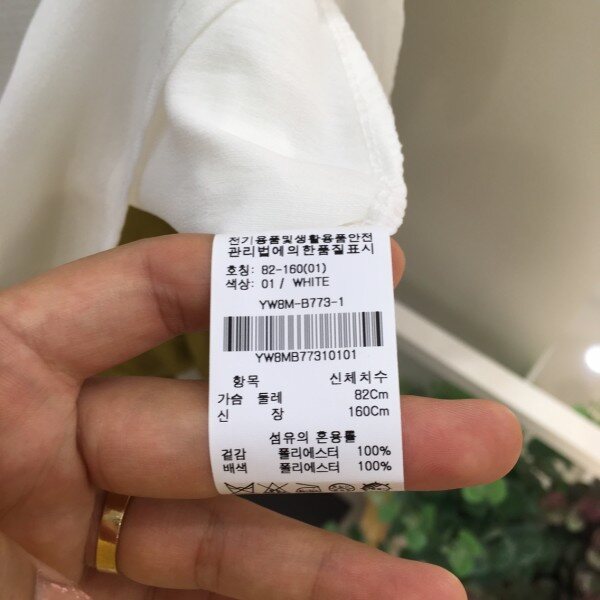 전기용품및생활용품안전
관리법에의한품질표시
호칭: 82-160(01)
색상: 01 / WHITE
YW8M-B773-1
YW8MB77310101
항목 신체치수
가슴 둘레 82Cm
신 장 160Cm
섬유의 혼용률
겉감 폴리에스터 100%
배색 폴리에스터 100%